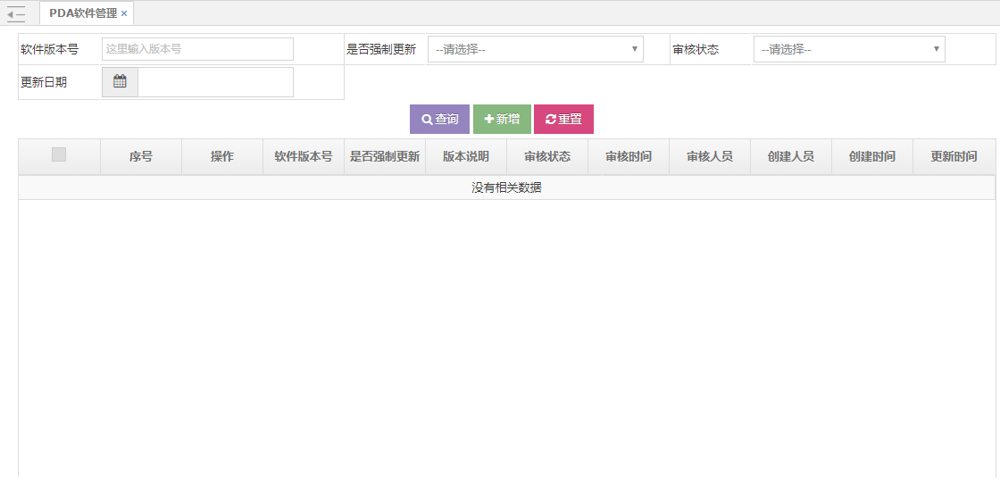 PDA软件管理 ×
软件版本号 这里输入版本号 是否强制更新 --请选择-- 审核状态 --请选择--
更新日期
查询 新增 重置
序号 操作 软件版本号 是否强制更新 版本说明 审核状态 审核时间 审核人员 创建人员 创建时间 更新时间
没有相关数据